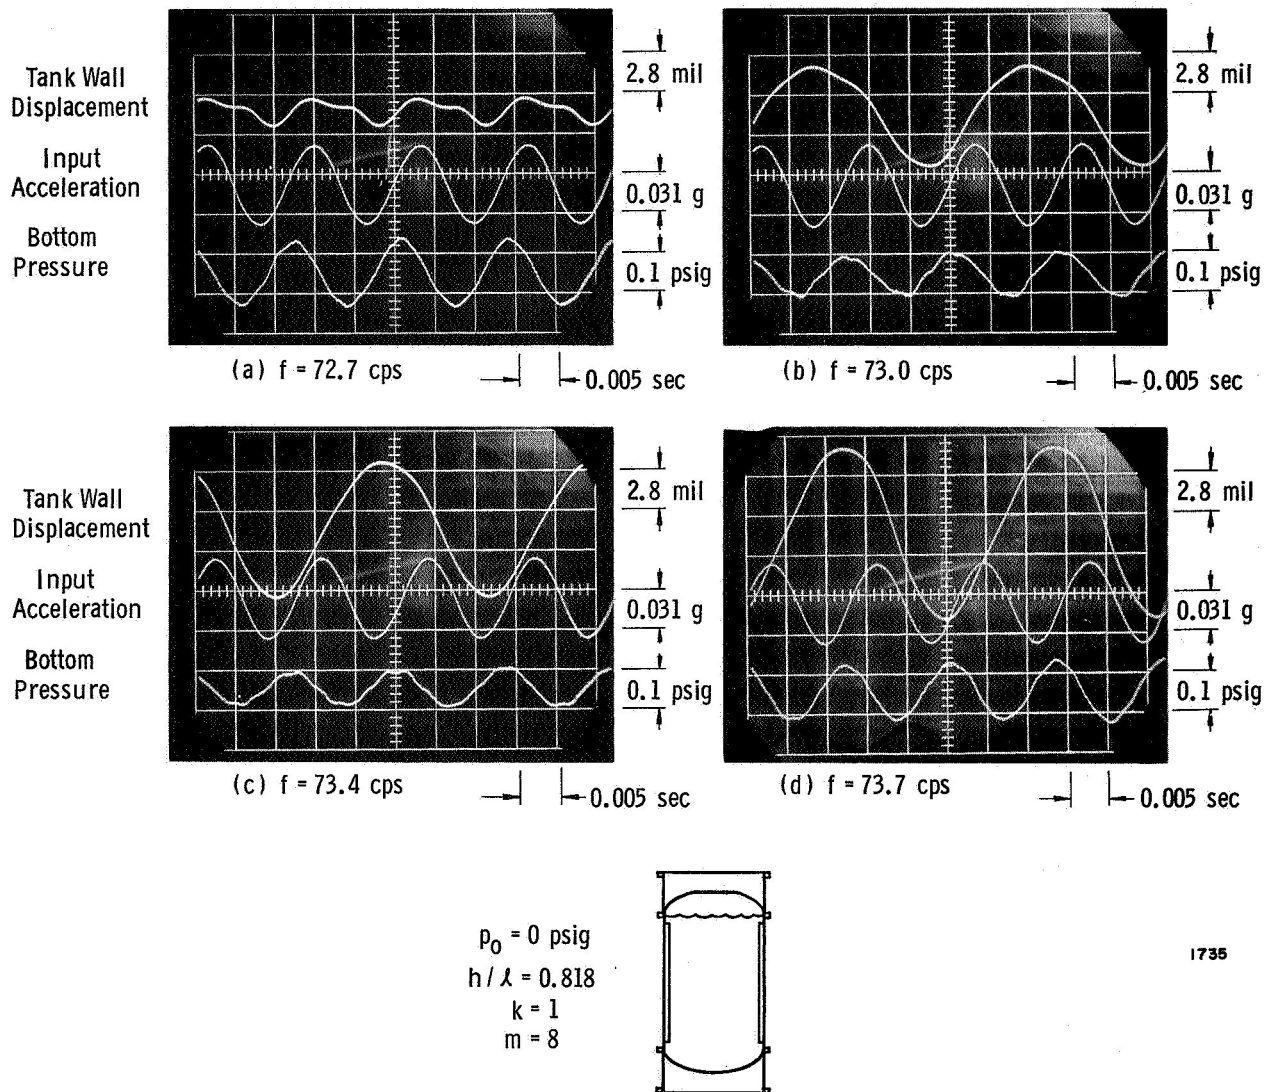 Tank Wall
Displacement
Input
Acceleration
Bottom
Pressure
2.8 mil
0.031 g
0.1 psig
2.8 mil
0.031 g
0.1 psig
(a) f = 72.7 cps
0.005 sec
(b) f = 73.0 cps
0.005 sec
Tank Wall
Displacement
Input
Acceleration
Bottom
Pressure
2.8 mil
0.031 g
0.1 psig
2.8 mil
0.031 g
0.1 psig
(c) f = 73.4 cps
0.005 sec
(d) f = 73.7 cps
0.005 sec
p₀ = 0 psig
h / ℓ = 0.818
k = 1
m = 8
1735